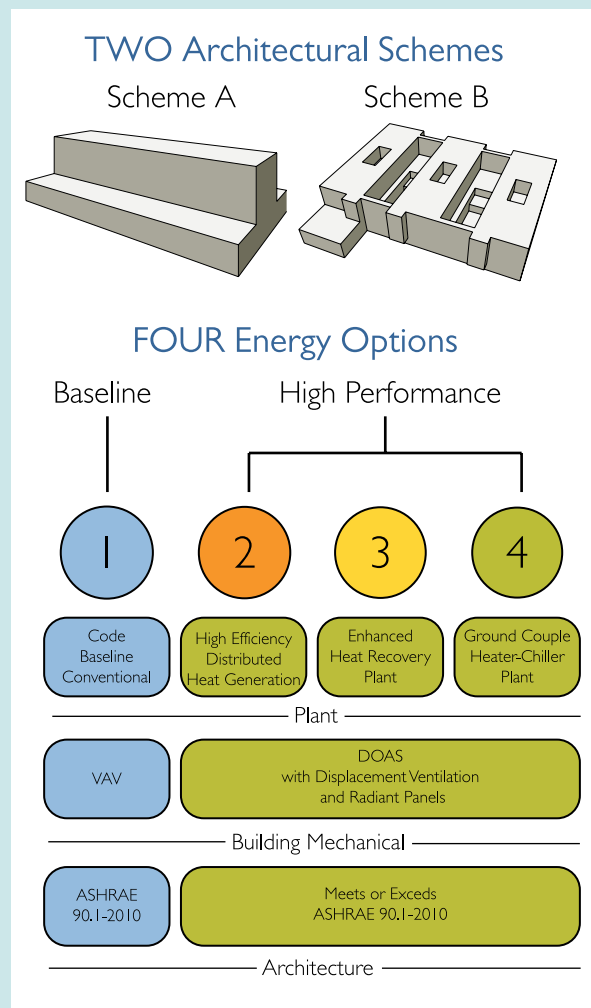 TWO Architectural Schemes
Scheme A
Scheme B
FOUR Energy Options
Baseline
High Performance
1
2
3
4
Code
Baseline
Conventional
High Efficiency
Distributed
Heat Generation
Enhanced
Heat Recovery
Plant
Ground Couple
Heater-Chiller
Plant
Plant
VAV
DOAS
with Displacement Ventilation
and Radiant Panels
Building Mechanical
ASHRAE
90.1-2010
Meets or Exceds
ASHRAE 90.1-2010
Architecture